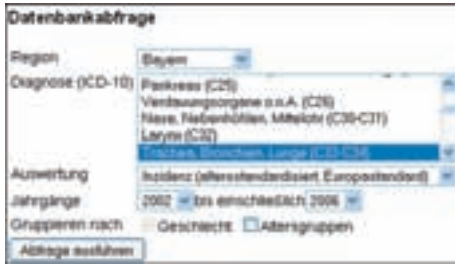 Datenbankabfrage
Region Bayern
Diagnose (ICD-10) Pankreas (C25)
Verdauungsorgane o.n.A. (C26)
Nase, Nebenhöhlen, Mittelohr (C30-C31)
Larynx (C32)
Trachea, Bronchien, Lunge (C33-C34)
Auswertung Inzidenz (altersstandardisiert, Europastandard)
Jahrgänge 2002 bis einschließlich 2006
Gruppieren nach Geschlecht Altersgruppen
Abfrage ausführen